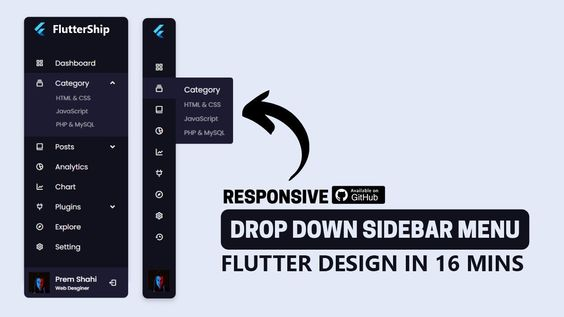 FlutterShip
Dashboard
Category
HTML & CSS
JavaScript
PHP & MySQL
Posts
Analytics
Chart
Plugins
Explore
Setting
Prem Shahi
Web Desginer
Category
HTML & CSS
JavaScript
PHP & MySQL
RESPONSIVE
Available on
GitHub
DROP DOWN SIDEBAR MENU
FLUTTER DESIGN IN 16 MINS